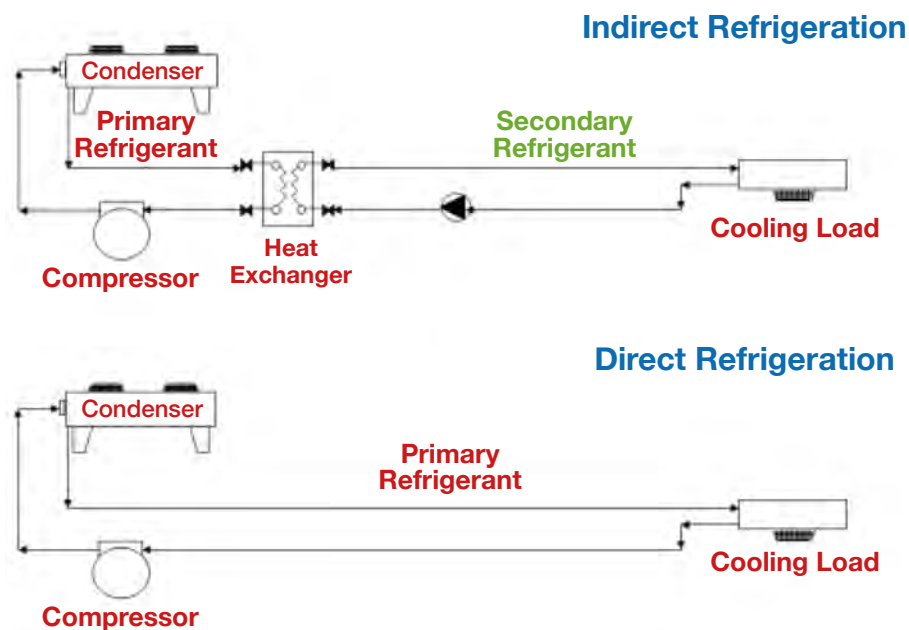 Indirect Refrigeration
Condenser
Primary
Refrigerant
Secondary
Refrigerant
Cooling Load
Heat
Exchanger
Compressor
Direct Refrigeration
Condenser
Primary
Refrigerant
Cooling Load
Compressor